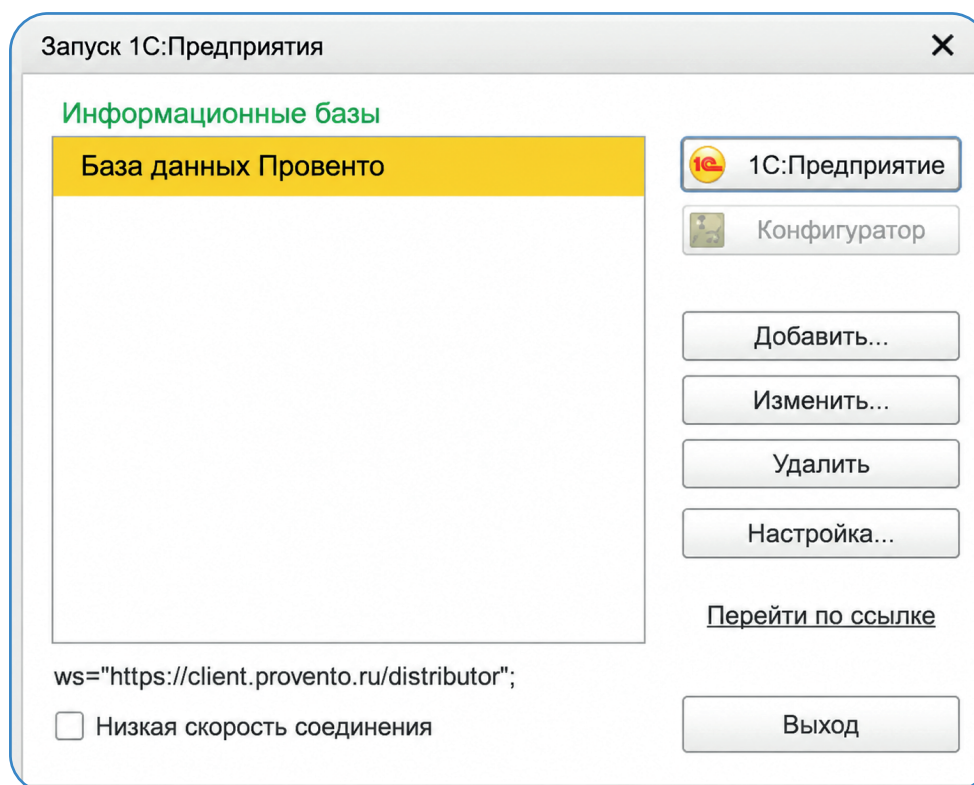 Запуск 1С:Предприятия
Информационные базы
База данных Провенто
1С:Предприятие
Конфигуратор
Добавить...
Изменить...
Удалить
Настройка...
Перейти по ссылке
ws="https://client.provento.ru/distributor";
Низкая скорость соединения
Выход